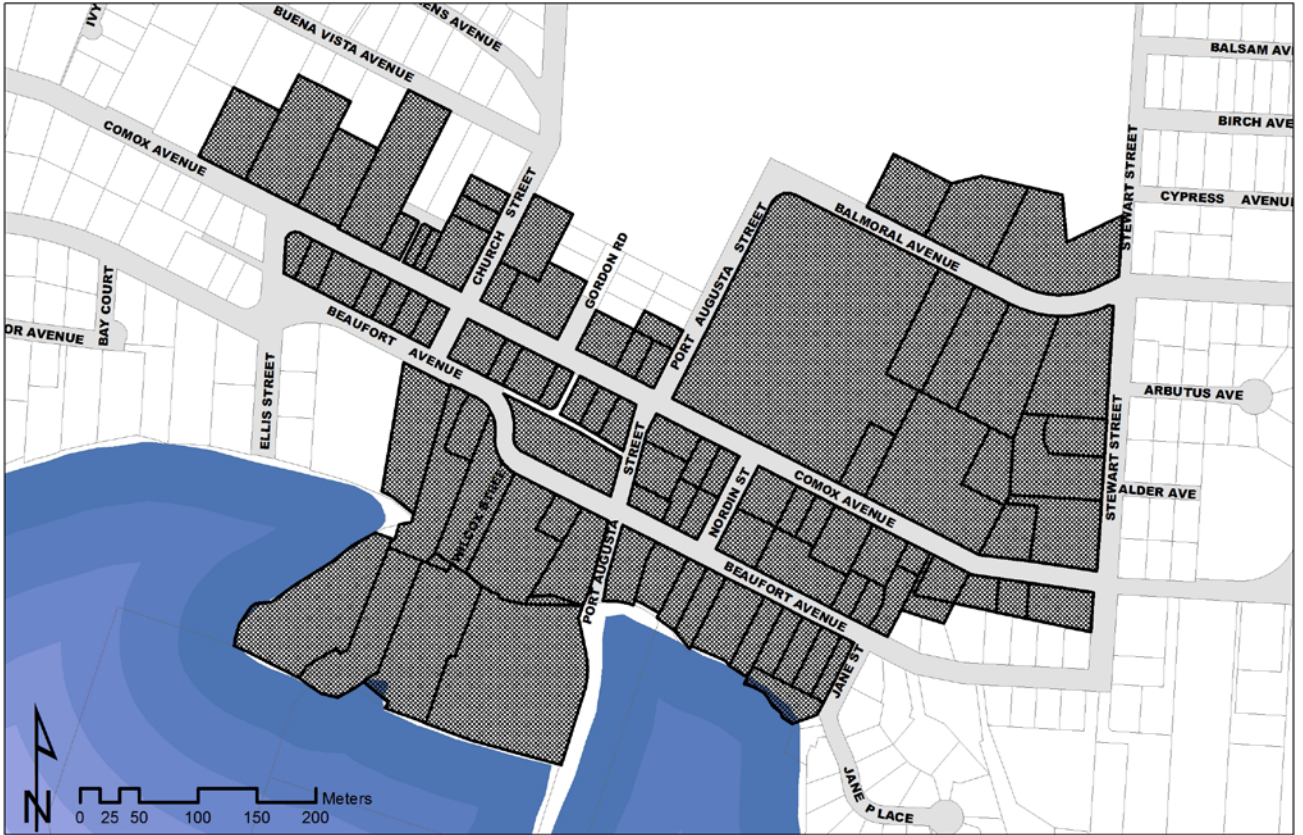 IVY
ENS AVENUE
BUENA VISTA AVENUE
BALSAM AVE
BIRCH AVE
COMOX AVENUE
CHURCH STREET
STEWART STREET
CYPRESS AVENUE
PORT AUGUSTA STREET
BALMORAL AVENUE
GORDON RD
BAY COURT
DR AVENUE
BEAUFORT AVENUE
ELLIS STREET
ARBUTUS AVE
STREET
STEWART STREET
COMOX AVENUE
NORDIN ST
ALDER AVE
WILCOX STREET
PORT AUGUSTA
BEAUFORT AVENUE
JANE ST
JANE PLACE
N
0 25 50 100 150 200 Meters